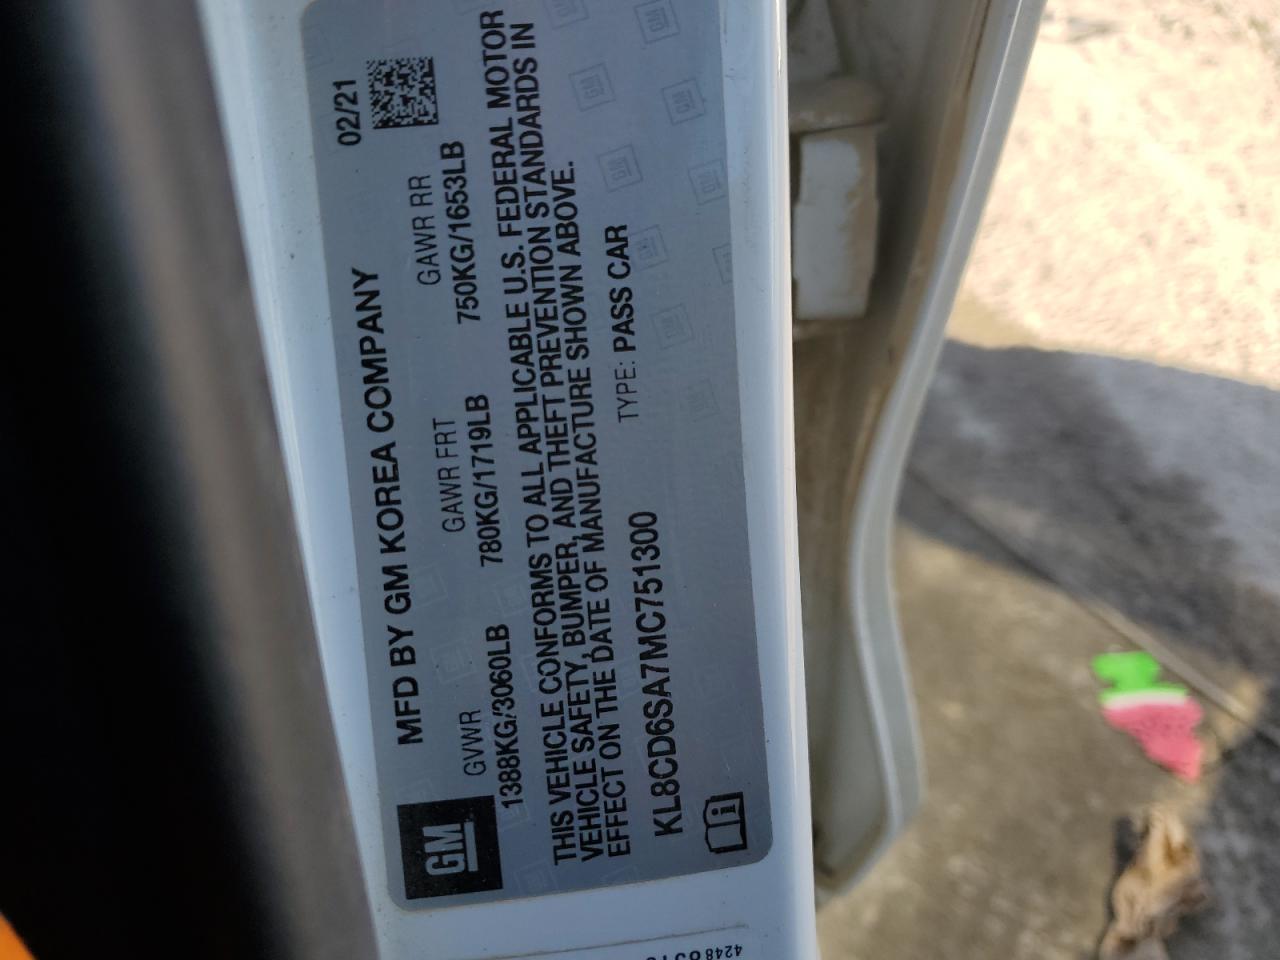 MFD BY GM KOREA COMPANY 02/21
GM
GVWR GAWR FRT GAWR RR
1388KG/3060LB 780KG/1719LB 750KG/1653LB
THIS VEHICLE CONFORMS TO ALL APPLICABLE U.S. FEDERAL MOTOR
VEHICLE SAFETY, BUMPER, AND THEFT PREVENTION STANDARDS IN
EFFECT ON THE DATE OF MANUFACTURE SHOWN ABOVE.
TYPE: PASS CAR
KL8CD6SA7MC751300